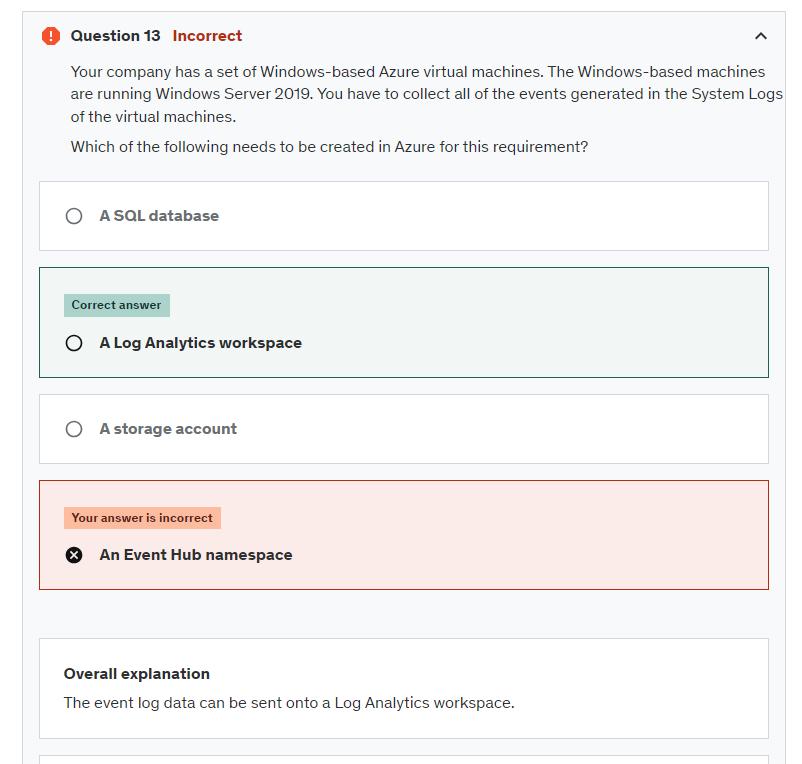 Question 13 Incorrect
Your company has a set of Windows-based Azure virtual machines. The Windows-based machines
are running Windows Server 2019. You have to collect all of the events generated in the System Logs
of the virtual machines.
Which of the following needs to be created in Azure for this requirement?
A SQL database
Correct answer
A Log Analytics workspace
A storage account
Your answer is incorrect
An Event Hub namespace
Overall explanation
The event log data can be sent onto a Log Analytics workspace.